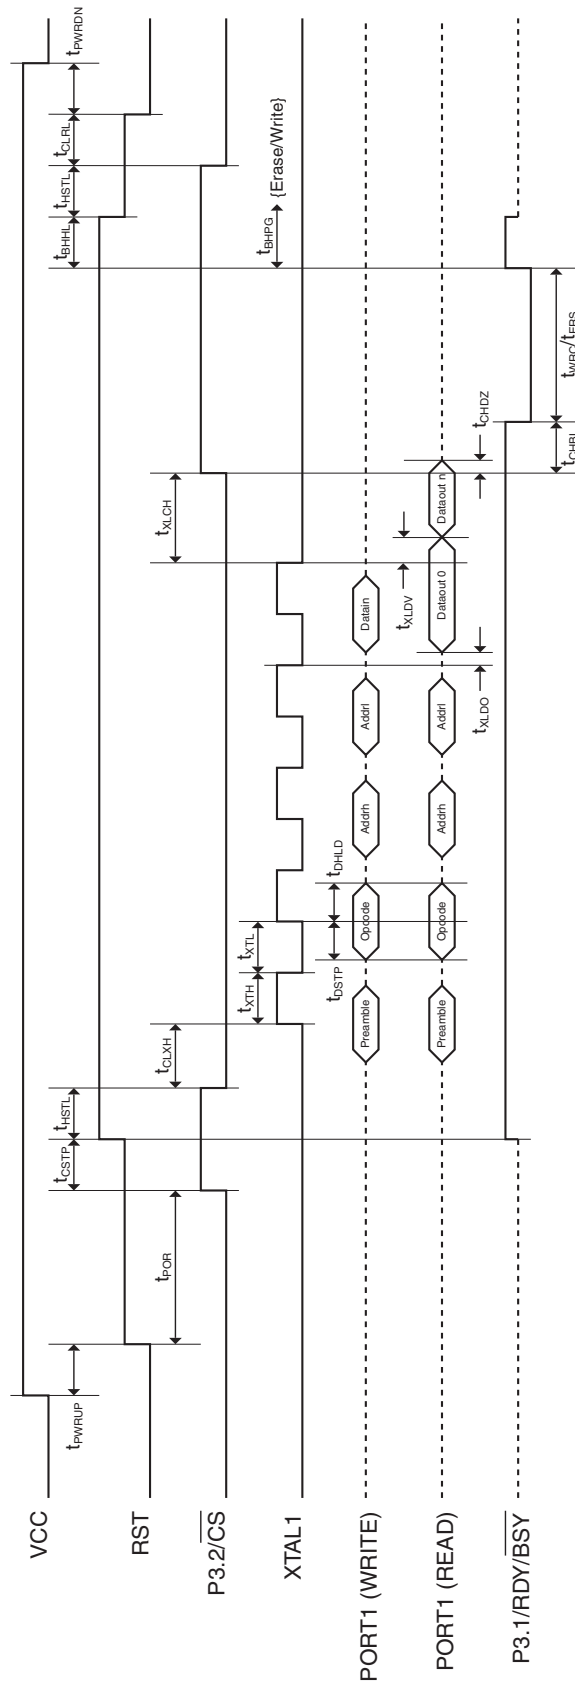 VCC
RST
P3.2/CS
XTAL1
PORT1 (WRITE)
PORT1 (READ)
P3.1/RDY/BSY
tPWRUP
tPOR
tCSTP
tHSTL
tCLXH
tXTH
tXTL
tDSTP
tDHLD
tXLDO
tXLDV
tXLCH
tCHDZ
tCHBL
tWRC/tERS
tBHPG
{Erase/Write}
tBHHL
tHSTL
tCLRL
tPWRDN
Preamble
Opcode
Addrh
Addrl
Datain
Preamble
Opcode
Addrh
Addrl
Dataout 0
Dataout n